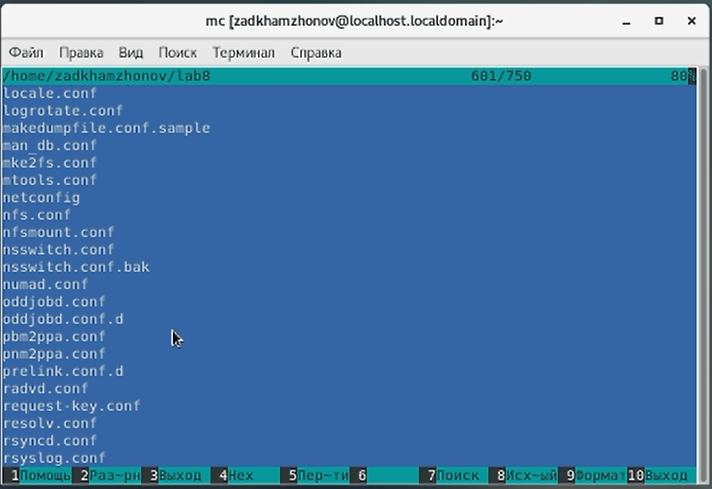 mc [zadkhamzhonov@localhost.localdomain]:~
Файл Правка Вид Поиск Терминал Справка
/home/zadkhamzhonov/lab8 601/750 80%
locale.conf
logrotate.conf
makedumpfile.conf.sample
man_db.conf
mke2fs.conf
mtools.conf
netconfig
nfs.conf
nfsmount.conf
nsswitch.conf
nsswitch.conf.bak
numad.conf
oddjobd.conf
oddjobd.conf.d
pbm2ppa.conf
pnm2ppa.conf
prelink.conf.d
radvd.conf
request-key.conf
resolv.conf
rsyncd.conf
rsyslog.conf
1Помощь 2Раз~рн 3Выход 4Hex 5Пер~ти 6 7Поиск 8Исх~ый 9Формат 10Выход